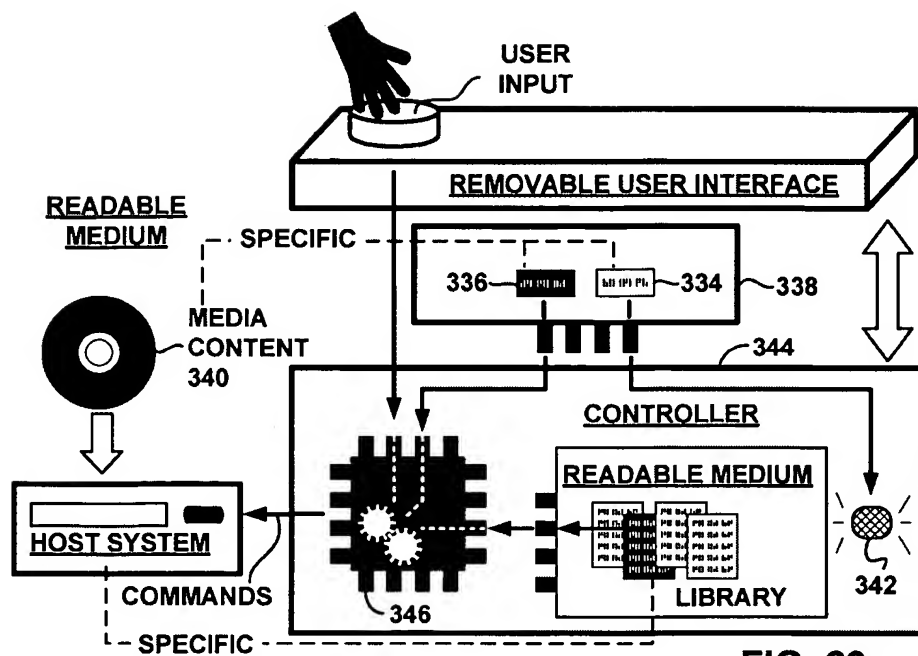 USER
INPUT
REMOVABLE USER INTERFACE
READABLE
MEDIUM
SPECIFIC
336
334
338
MEDIA
CONTENT
340
344
CONTROLLER
READABLE MEDIUM
HOST SYSTEM
COMMANDS
346
LIBRARY
342
SPECIFIC